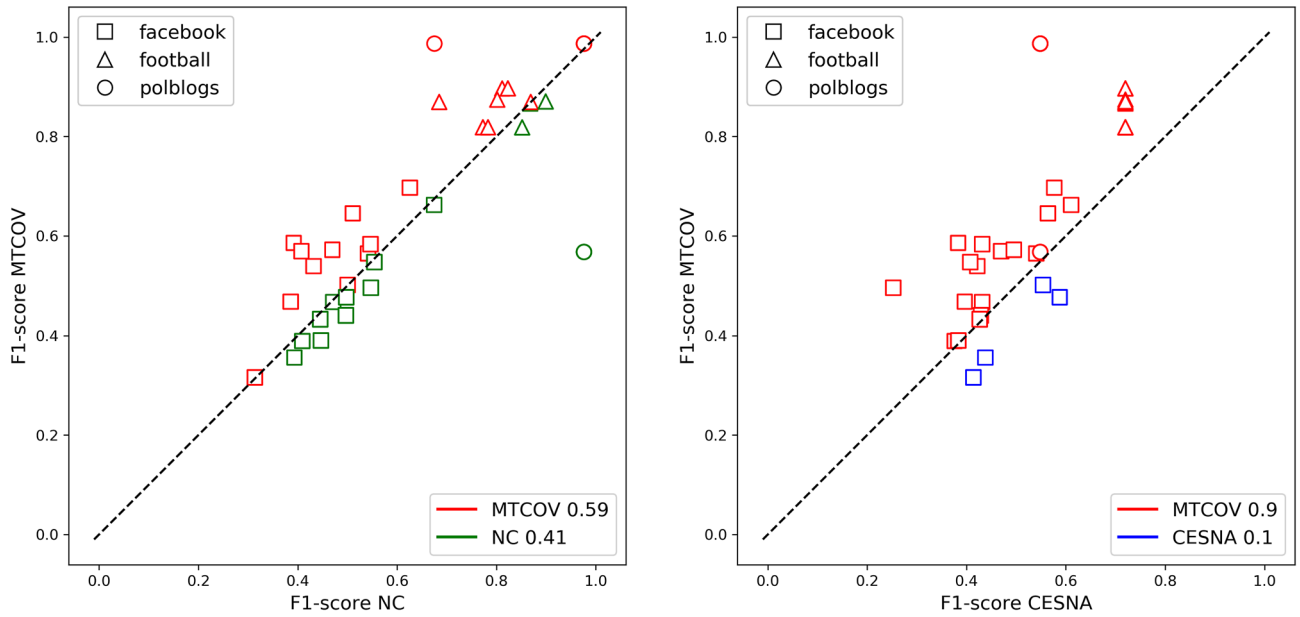 facebook
football
polblogs
1.0
0.8
0.6
0.4
0.2
0.0
F1-score MTCOV
MTCOV 0.59
NC 0.41
0.0 0.2 0.4 0.6 0.8 1.0
F1-score NC
facebook
football
polblogs
1.0
0.8
0.6
0.4
0.2
0.0
F1-score MTCOV
MTCOV 0.9
CESNA 0.1
0.0 0.2 0.4 0.6 0.8 1.0
F1-score CESNA